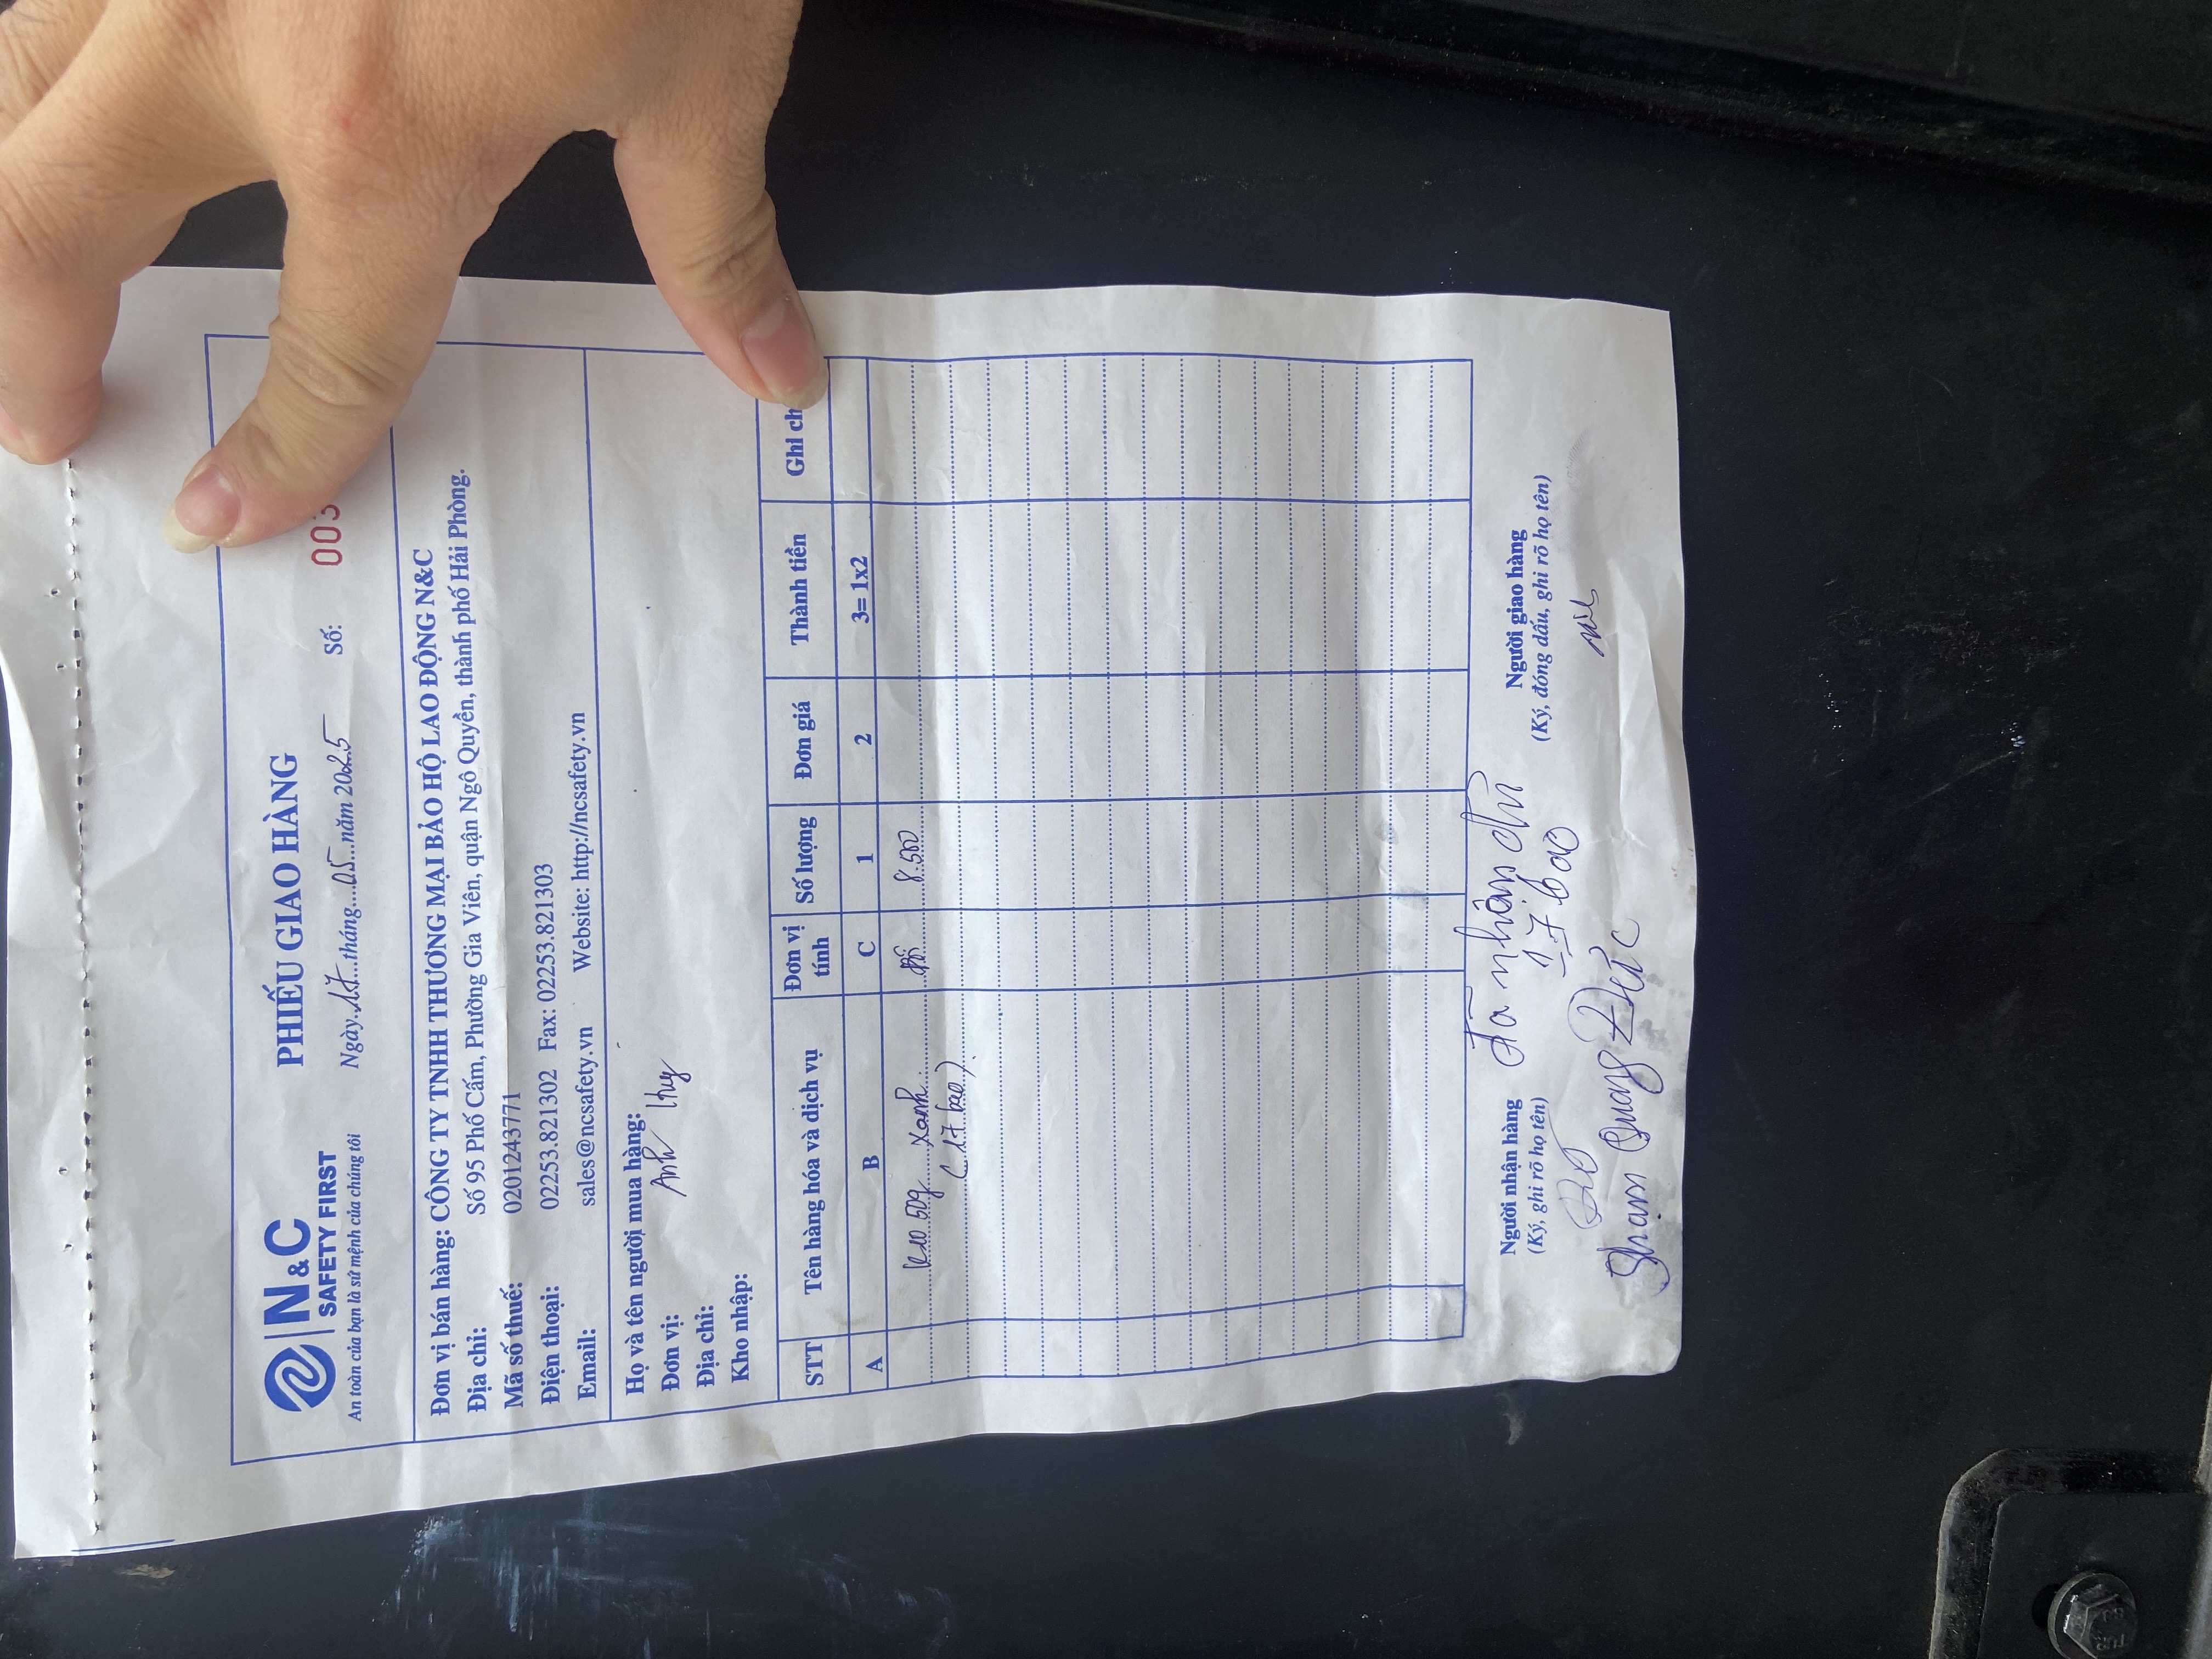 N&C
SAFETY FIRST
An toàn của bạn là sứ mệnh của chúng tôi
PHIẾU GIAO HÀNG
Ngày 17 tháng 05 năm 2025 Số: 003
Đơn vị bán hàng: CÔNG TY TNHH THƯƠNG MẠI BẢO HỘ LAO ĐỘNG N&C
Địa chỉ: Số 95 Phố Cấm, Phường Gia Viên, quận Ngô Quyền, thành phố Hải Phòng.
Mã số thuế: 0201243771
Điện thoại: 02253.821302 Fax: 02253.821303
Email: sales@ncsafety.vn Website: http://ncsafety.vn
Họ và tên người mua hàng:
Đơn vị: Anh Thy
Địa chỉ:
Kho nhập:
STT Tên hàng hóa và dịch vụ Đơn vị tính Số lượng Đơn giá Thành tiền Ghi ch
A B C 1 2 3= 1x2
50g xanh 8.500
(17 bao)
Đã nhận đủ
17 bao
Người nhận hàng Người giao hàng
(Ký, ghi rõ họ tên) (Ký, đóng dấu, ghi rõ họ tên)
Phạm Quang Đức